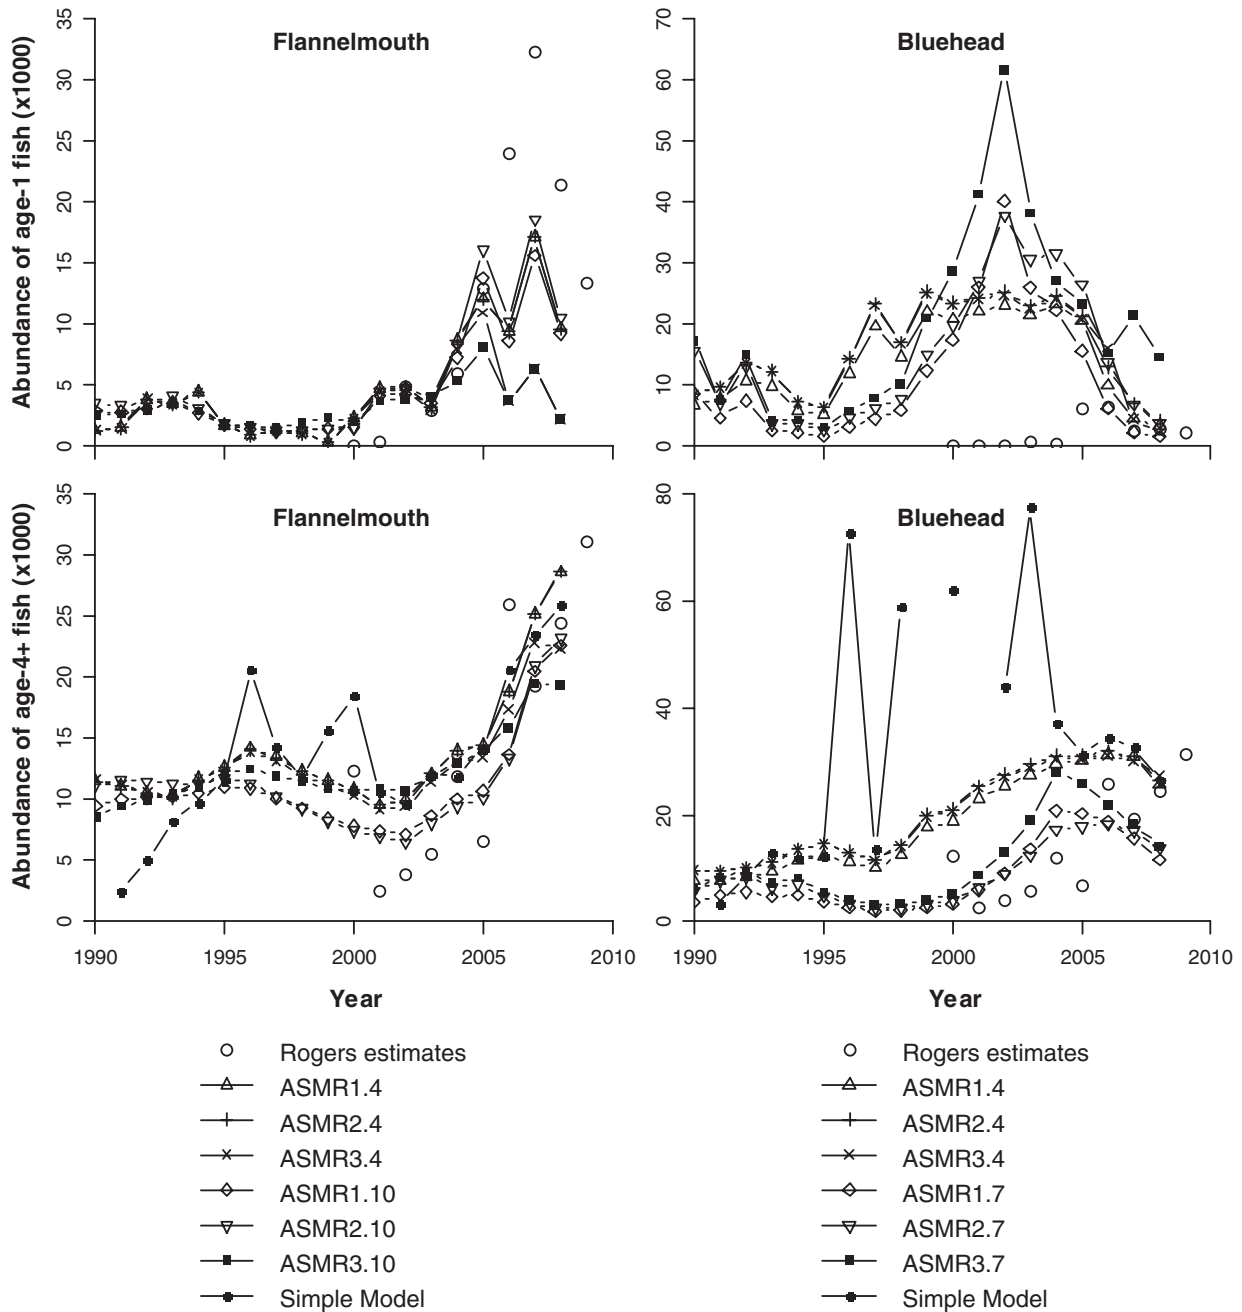 Flannelmouth
Abundance of age-1 fish (x1000)
0 5 10 15 20 25 30 35
Bluehead
0 10 20 30 40 50 60 70
Flannelmouth
Abundance of age-4+ fish (x1000)
0 5 10 15 20 25 30 35
1990 1995 2000 2005 2010
Year
Bluehead
0 20 40 60 80
1990 1995 2000 2005 2010
Year
Rogers estimates
ASMR1.4
ASMR2.4
ASMR3.4
ASMR1.10
ASMR2.10
ASMR3.10
Simple Model
Rogers estimates
ASMR1.4
ASMR2.4
ASMR3.4
ASMR1.7
ASMR2.7
ASMR3.7
Simple Model